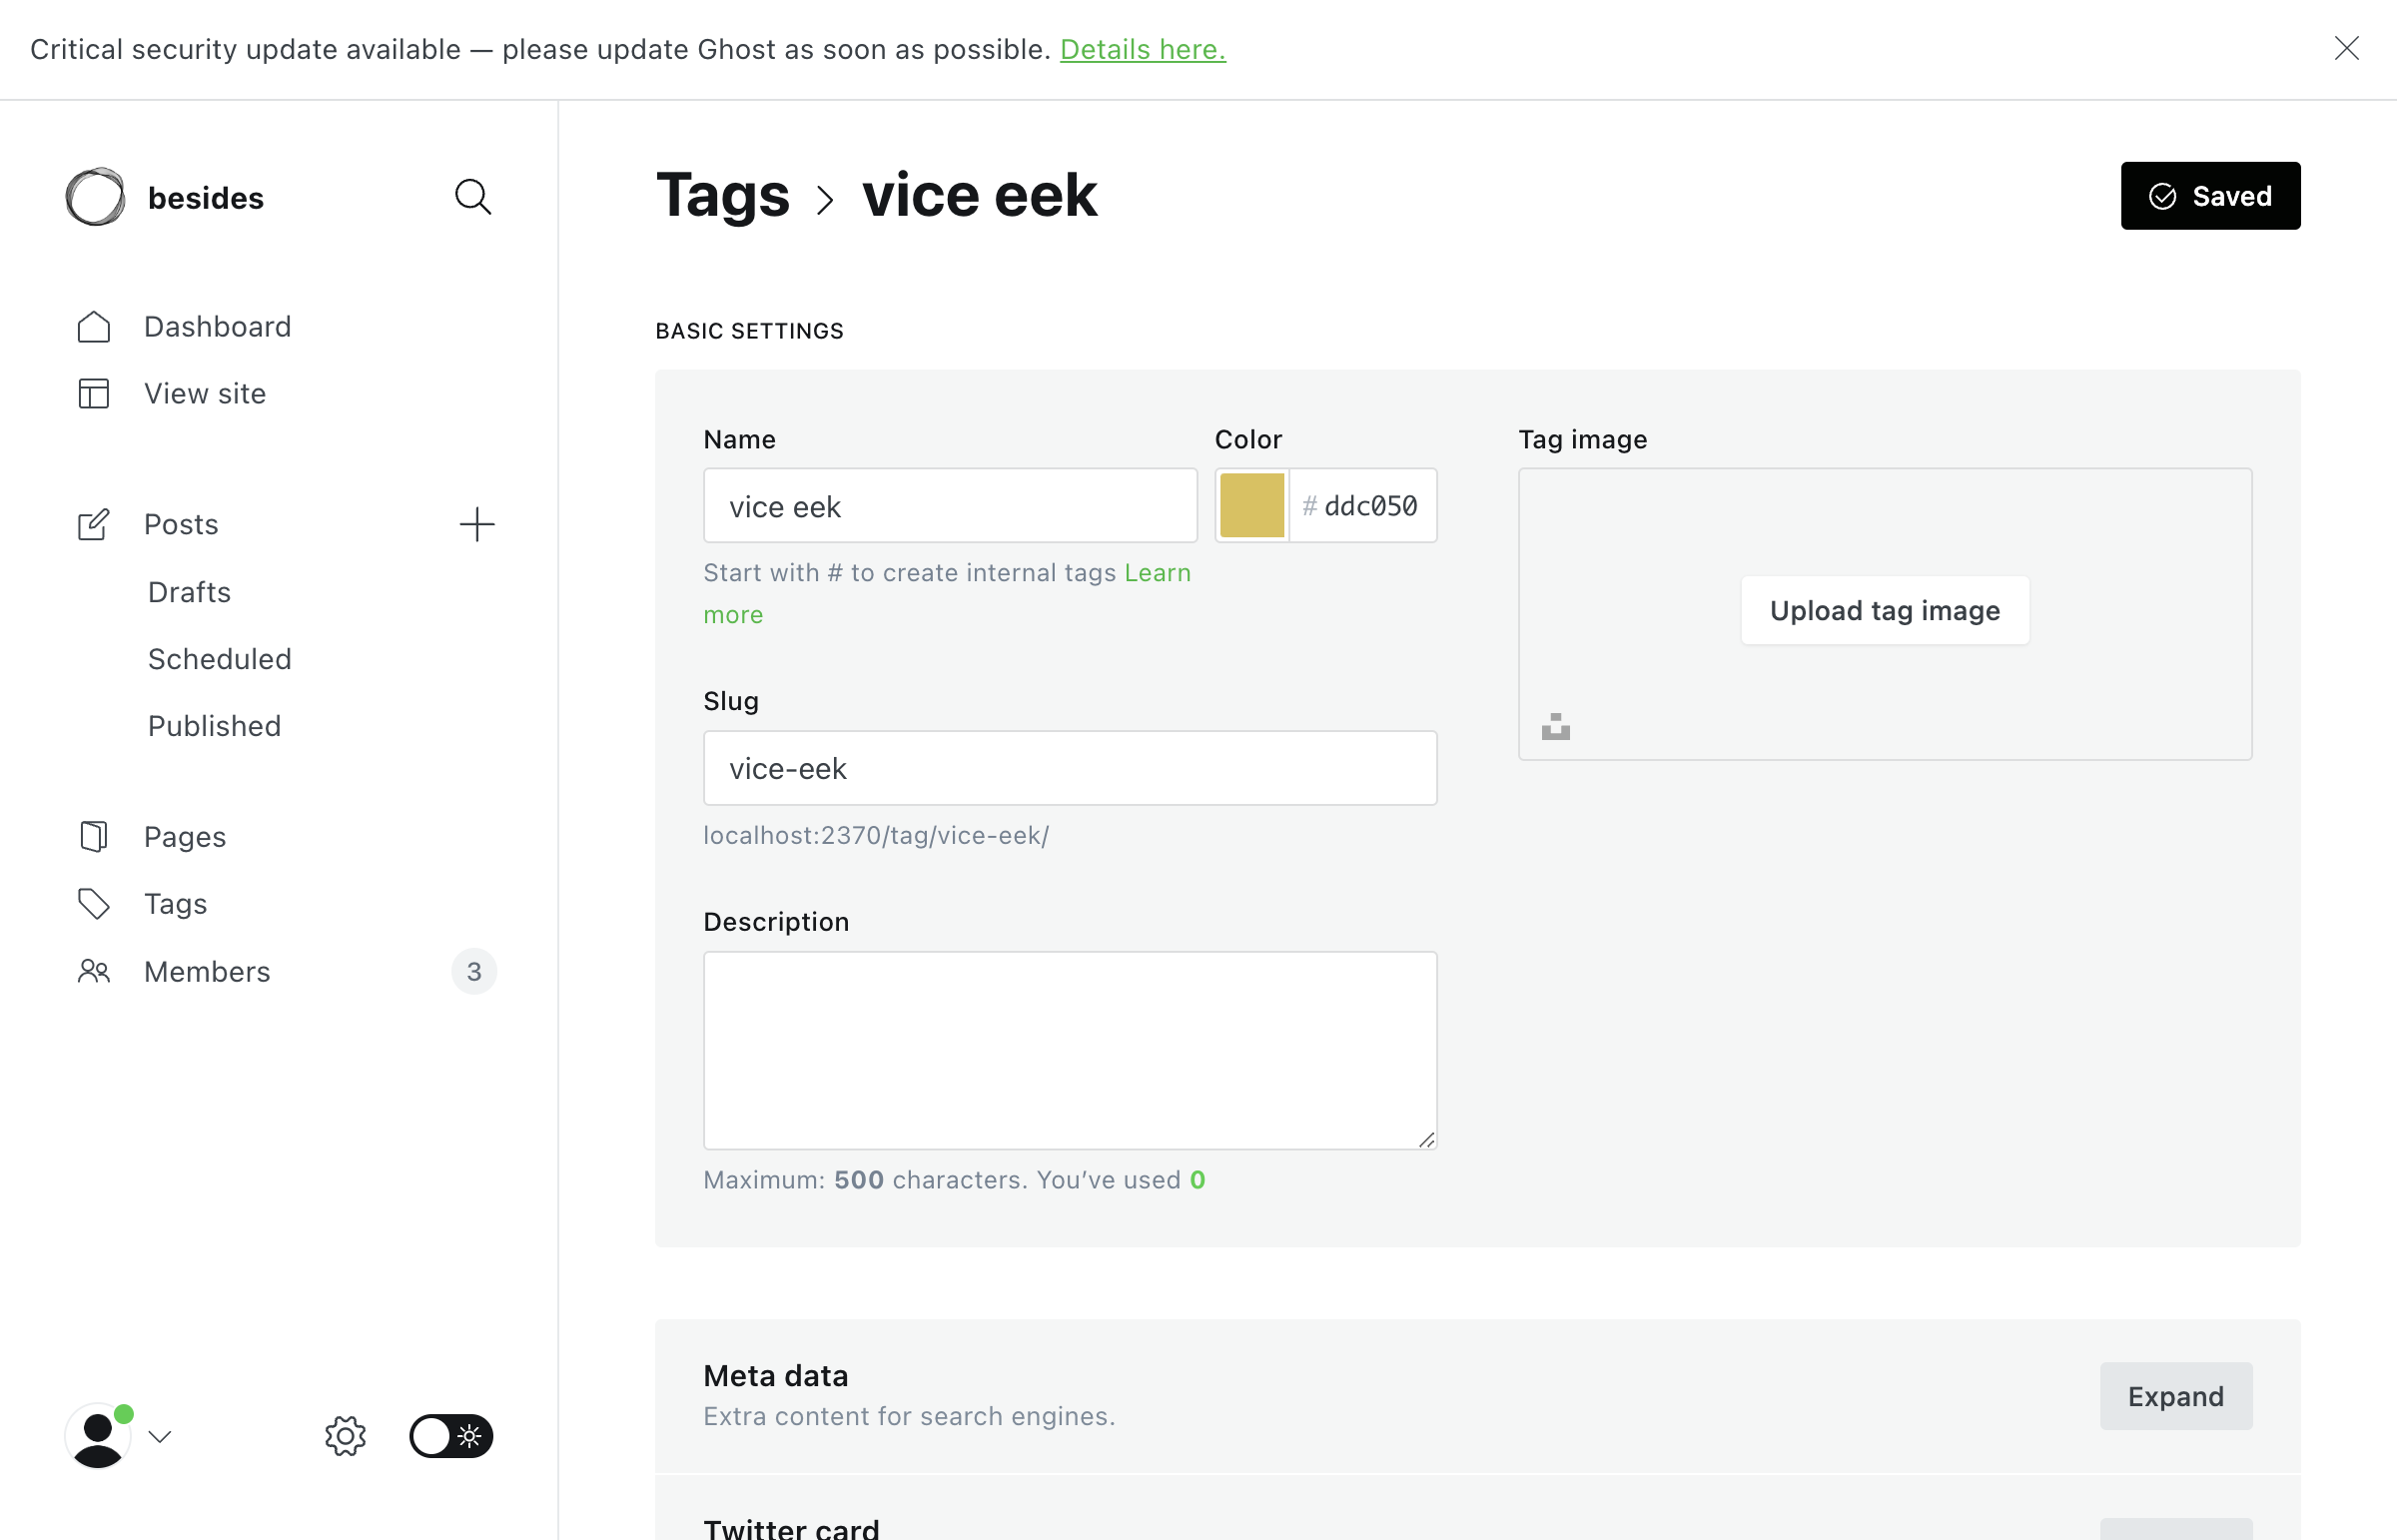 Critical security update available — please update Ghost as soon as possible. Details here.
besides
Dashboard
View site
Posts
Drafts
Scheduled
Published
Pages
Tags
Members 3
Tags > vice eek
Saved
BASIC SETTINGS
Name
vice eek
Start with # to create internal tags Learn
more
Color
# ddc050
Slug
vice-eek
localhost:2370/tag/vice-eek/
Description
Maximum: 500 characters. You’ve used 0
Tag image
Upload tag image
Meta data
Extra content for search engines.
Expand
Twitter card